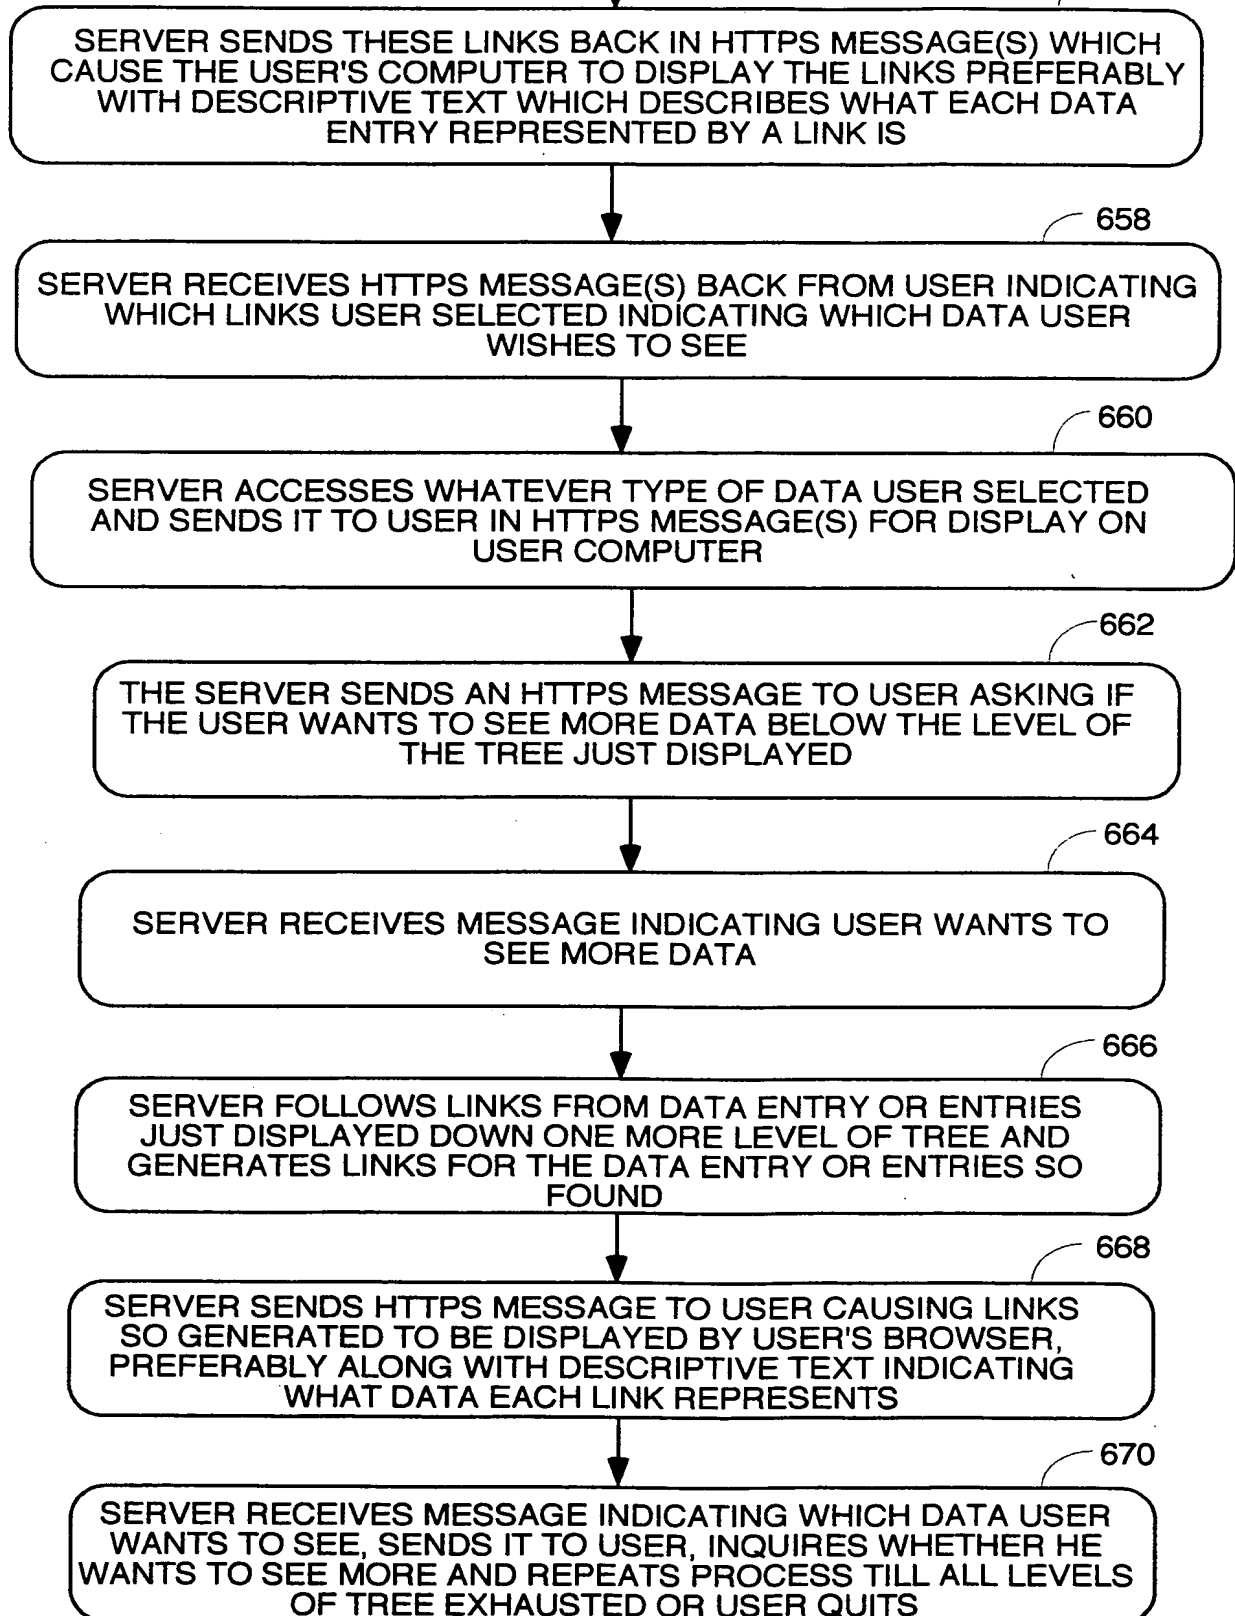 SERVER SENDS THESE LINKS BACK IN HTTPS MESSAGE(S) WHICH
CAUSE THE USER'S COMPUTER TO DISPLAY THE LINKS PREFERABLY
WITH DESCRIPTIVE TEXT WHICH DESCRIBES WHAT EACH DATA
ENTRY REPRESENTED BY A LINK IS
658
SERVER RECEIVES HTTPS MESSAGE(S) BACK FROM USER INDICATING
WHICH LINKS USER SELECTED INDICATING WHICH DATA USER
WISHES TO SEE
660
SERVER ACCESSES WHATEVER TYPE OF DATA USER SELECTED
AND SENDS IT TO USER IN HTTPS MESSAGE(S) FOR DISPLAY ON
USER COMPUTER
662
THE SERVER SENDS AN HTTPS MESSAGE TO USER ASKING IF
THE USER WANTS TO SEE MORE DATA BELOW THE LEVEL OF
THE TREE JUST DISPLAYED
664
SERVER RECEIVES MESSAGE INDICATING USER WANTS TO
SEE MORE DATA
666
SERVER FOLLOWS LINKS FROM DATA ENTRY OR ENTRIES
JUST DISPLAYED DOWN ONE MORE LEVEL OF TREE AND
GENERATES LINKS FOR THE DATA ENTRY OR ENTRIES SO
FOUND
668
SERVER SENDS HTTPS MESSAGE TO USER CAUSING LINKS
SO GENERATED TO BE DISPLAYED BY USER'S BROWSER,
PREFERABLY ALONG WITH DESCRIPTIVE TEXT INDICATING
WHAT DATA EACH LINK REPRESENTS
670
SERVER RECEIVES MESSAGE INDICATING WHICH DATA USER
WANTS TO SEE, SENDS IT TO USER, INQUIRES WHETHER HE
WANTS TO SEE MORE AND REPEATS PROCESS TILL ALL LEVELS
OF TREE EXHAUSTED OR USER QUITS